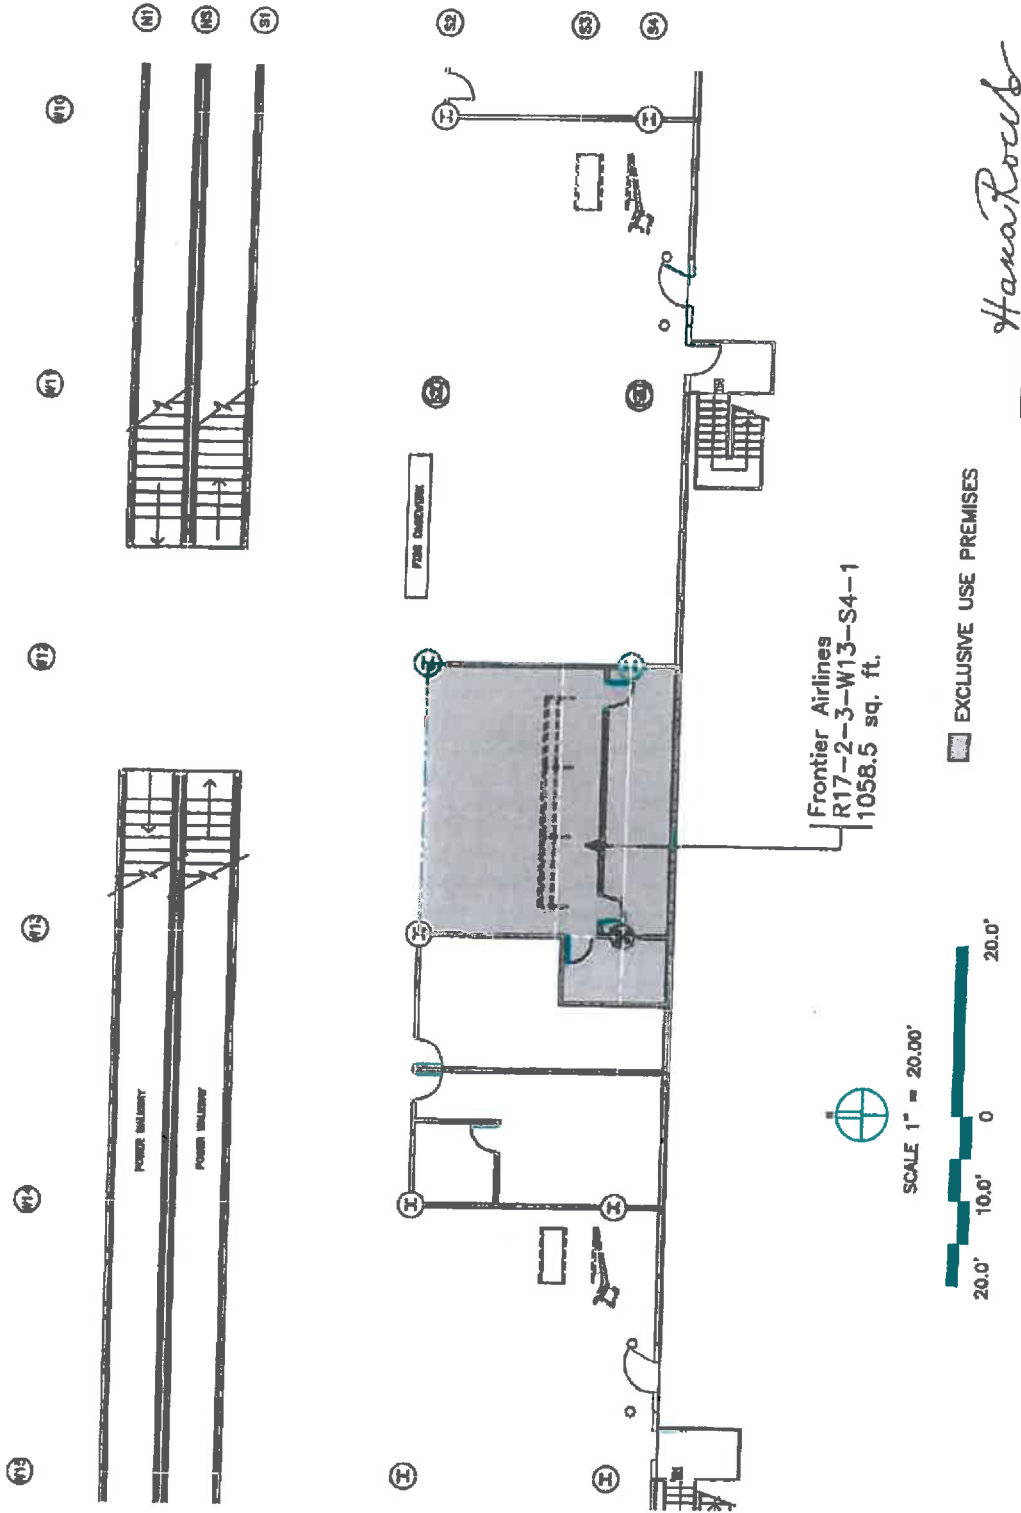 W15
W14
W13
W12
W11
W10
N1
POWER WALKWAY
NS
POWER WALKWAY
S1
S2
S3
S4
Frontier Airlines
R17-2-3-W13-S4-1
1058.5 sq. ft.
SCALE 1" = 20.00'
20.0'
10.0'
0
20.0'
EXCLUSIVE USE PREMISES